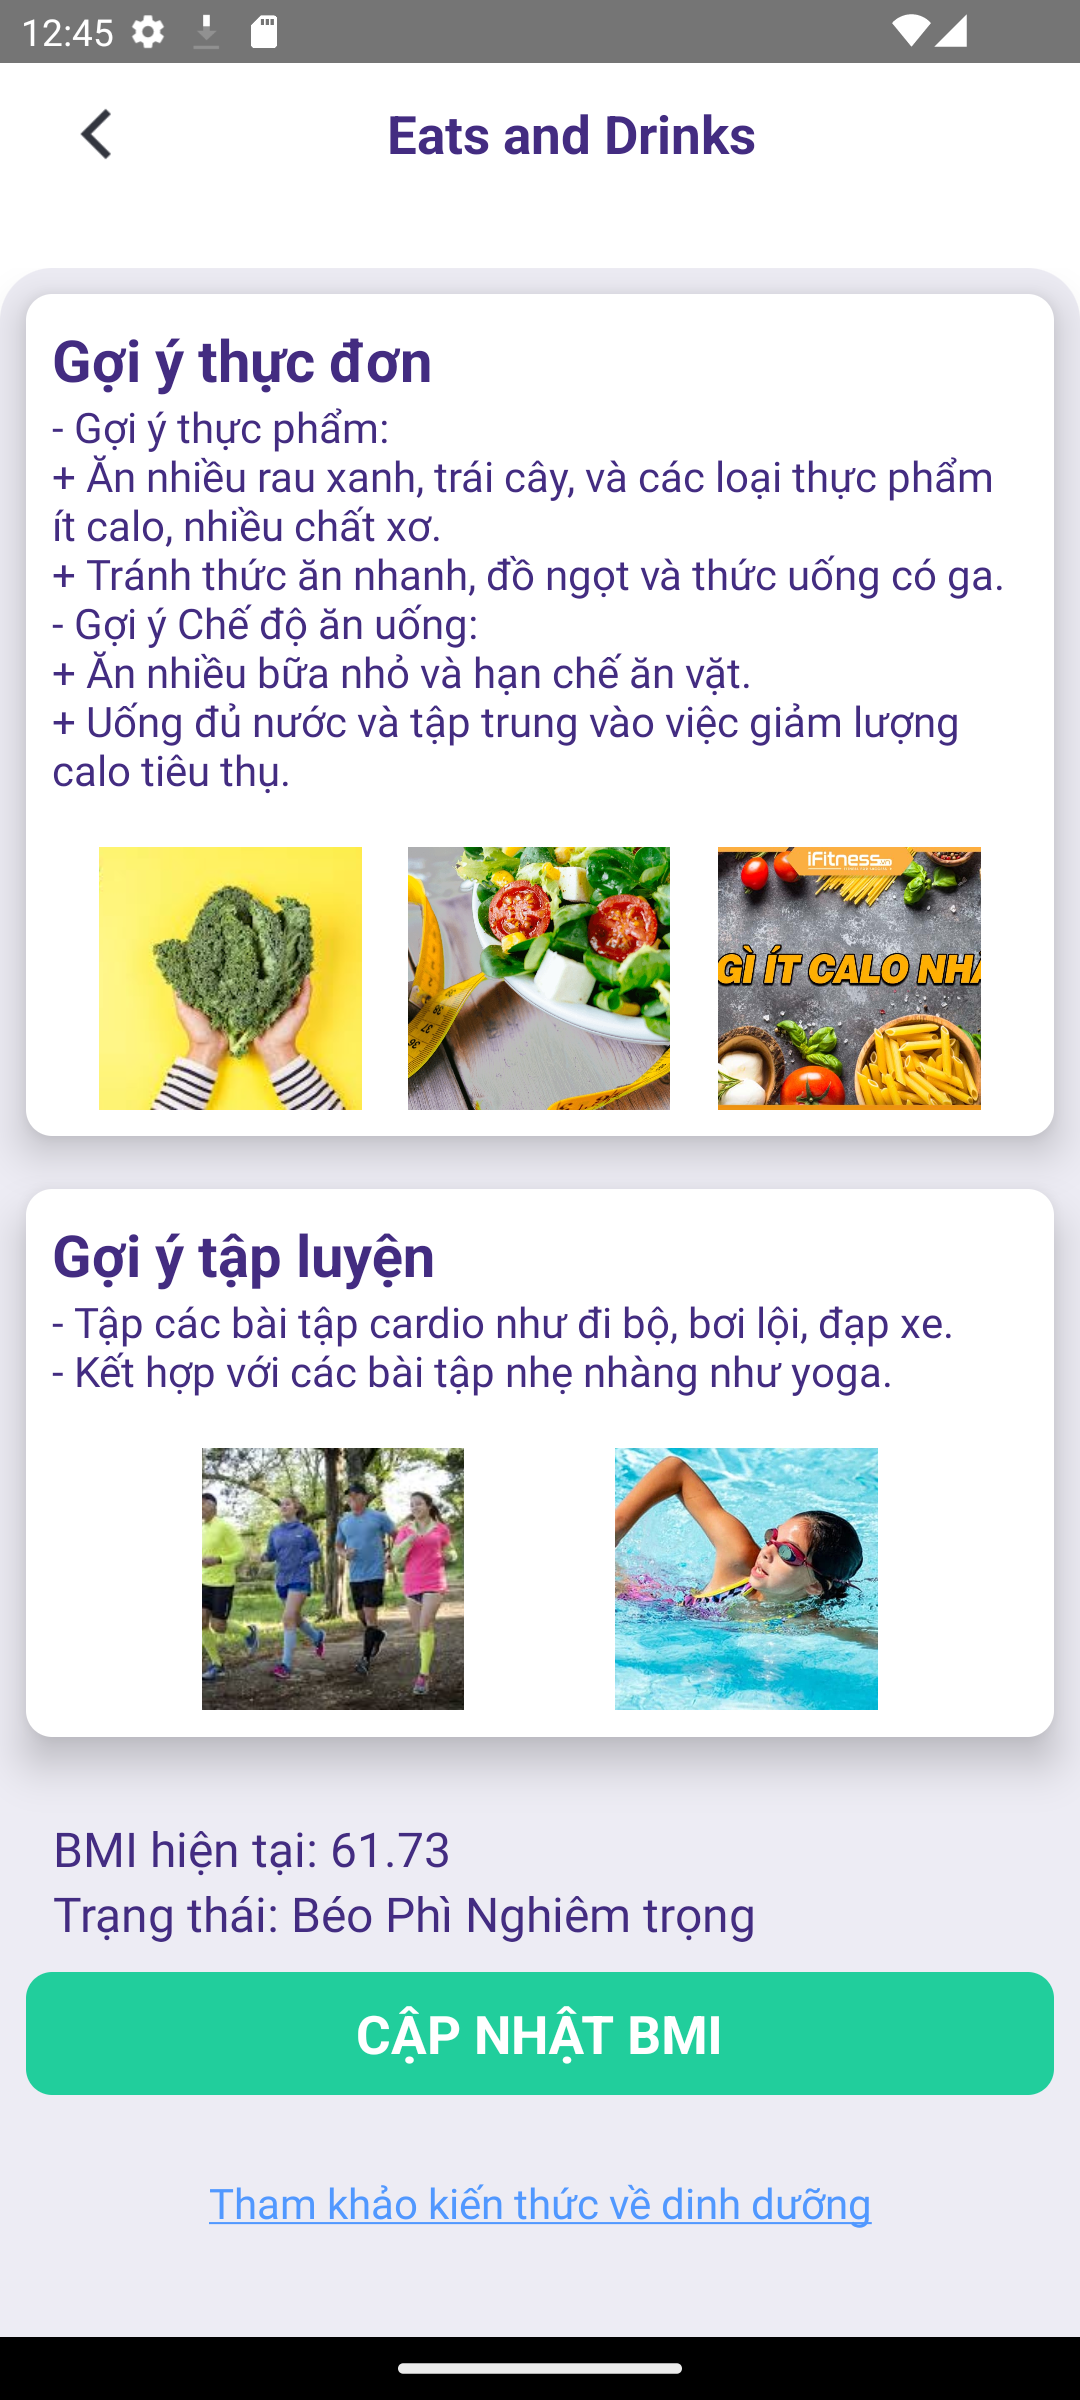 12:45
Eats and Drinks
Gợi ý thực đơn
- Gợi ý thực phẩm:
+ Ăn nhiều rau xanh, trái cây, và các loại thực phẩm
ít calo, nhiều chất xơ.
+ Tránh thức ăn nhanh, đồ ngọt và thức uống có ga.
- Gợi ý Chế độ ăn uống:
+ Ăn nhiều bữa nhỏ và hạn chế ăn vặt.
+ Uống đủ nước và tập trung vào việc giảm lượng
calo tiêu thụ.
iFitness.vn
GÌ ÍT CALO NHẤ
37
36
Gợi ý tập luyện
- Tập các bài tập cardio như đi bộ, bơi lội, đạp xe.
- Kết hợp với các bài tập nhẹ nhàng như yoga.
BMI hiện tại: 61.73
Trạng thái: Béo Phì Nghiêm trọng
CẬP NHẬT BMI
Tham khảo kiến thức về dinh dưỡng